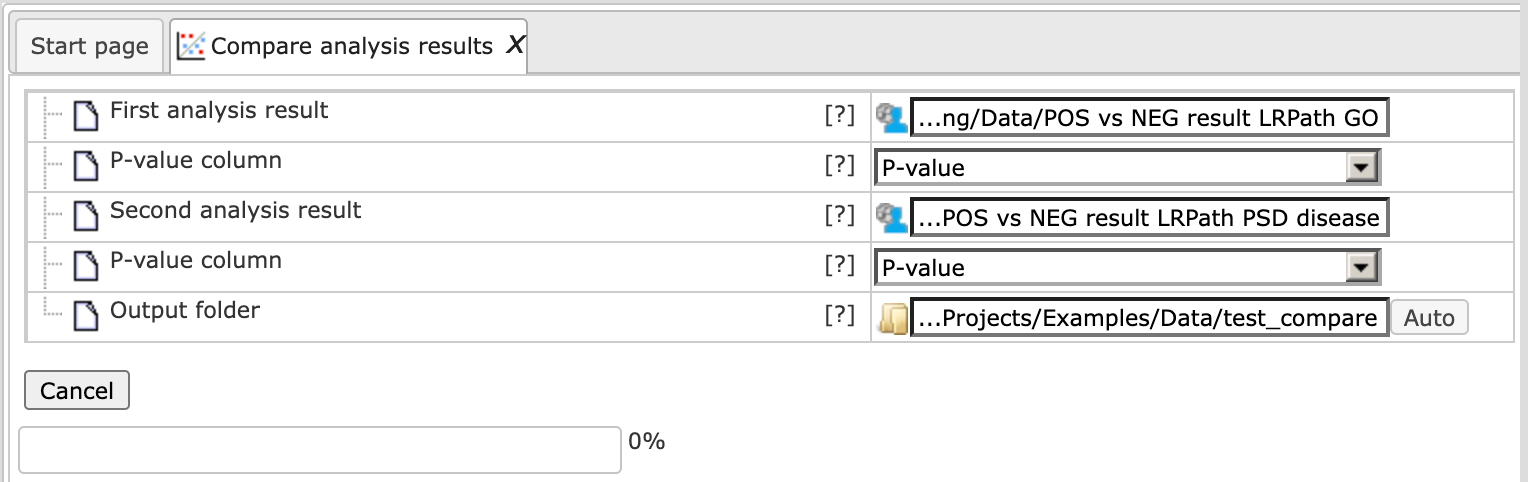 Start page
Compare analysis results X
First analysis result [?] ...ng/Data/POS vs NEG result LRPath GO
P-value column [?] P-value
Second analysis result [?] ...POS vs NEG result LRPath PSD disease
P-value column [?] P-value
Output folder [?] ...Projects/Examples/Data/test_compare Auto
Cancel
0%